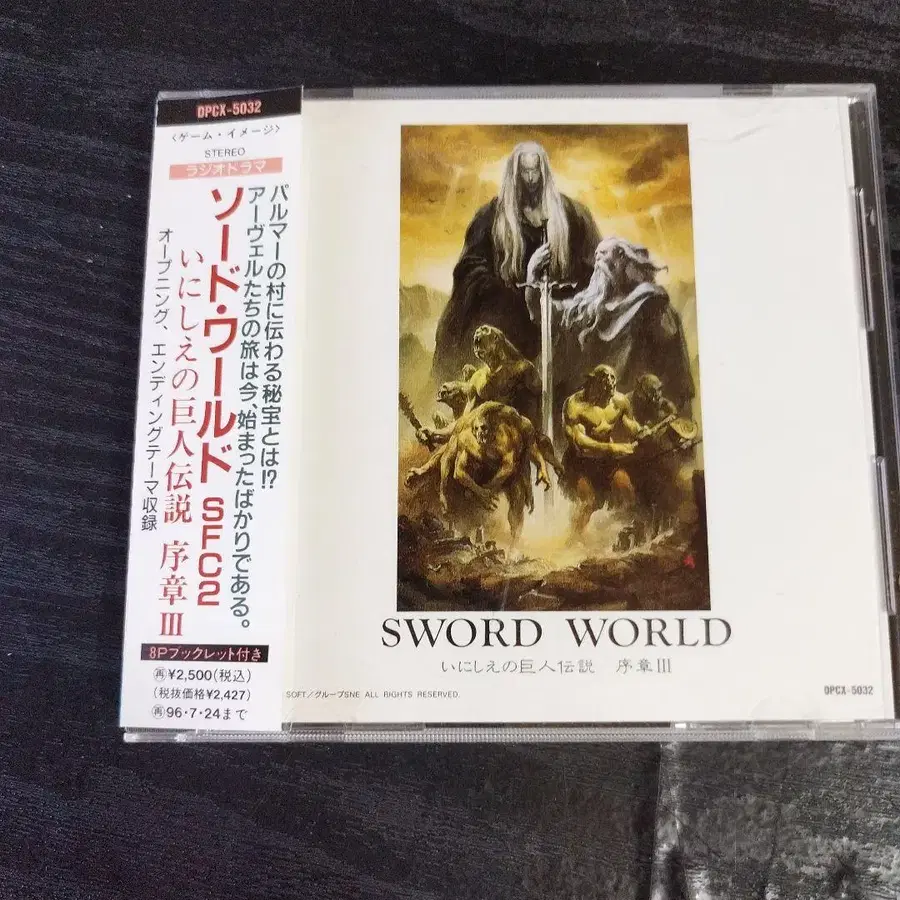 DPCX-5032
〈ゲーム・イメージ〉
STEREO
ラジオドラマ
パルマーの村に伝わる秘宝とは!?
アーヴェルたちの旅は今、始まったばかりである。
ソード・ワールド SFC2
いにしえの巨人伝説 序章III
オープニング、エンディングテーマ収録
8Pブックレット付き
再¥2,500(税込)
(税抜価格¥2,427)
再96・7・24まで
SWORD WORLD
いにしえの巨人伝説 序章III
SOFT/グループSNE ALL RIGHTS RESERVED.
DPCX-5032